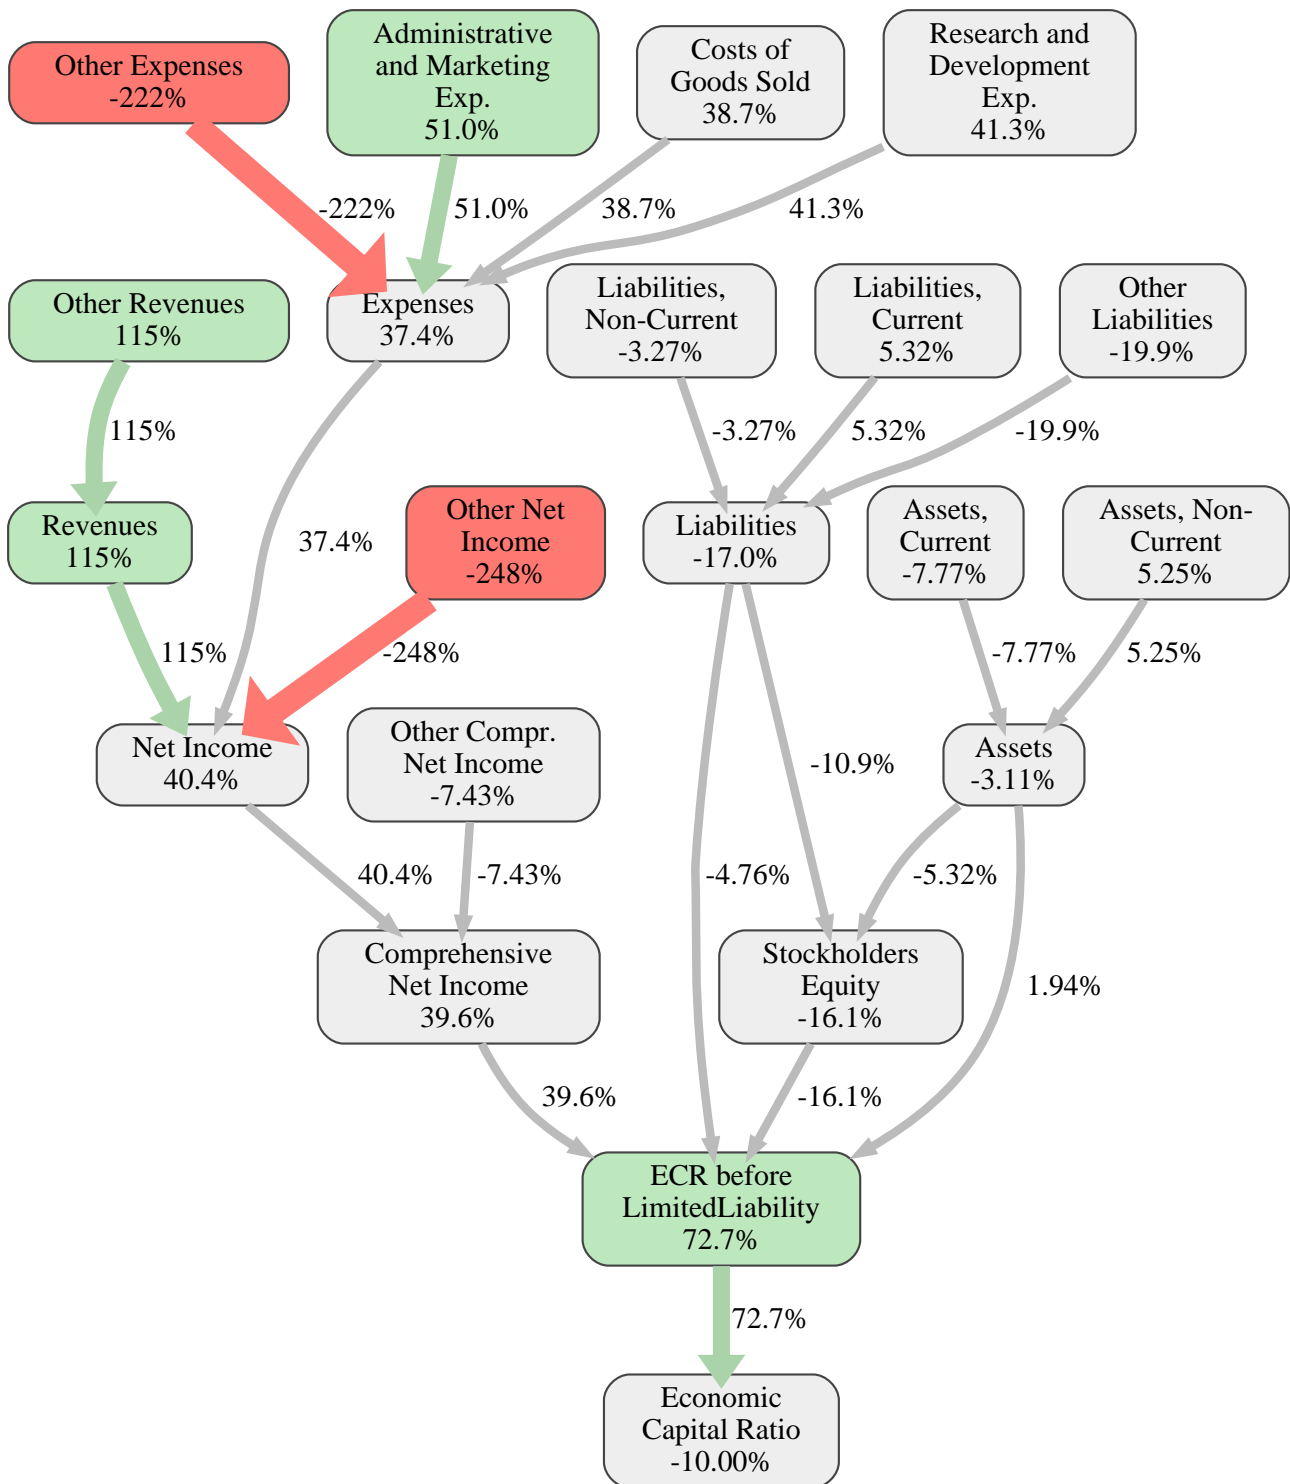 Other Expenses
-222%
Administrative
and Marketing
Exp.
51.0%
Costs of
Goods Sold
38.7%
Research and
Development
Exp.
41.3%
-222%
51.0%
38.7%
41.3%
Other Revenues
115%
Expenses
37.4%
Liabilities,
Non-Current
-3.27%
Liabilities,
Current
5.32%
Other
Liabilities
-19.9%
115%
-3.27%
5.32%
-19.9%
Revenues
115%
37.4%
Other Net
Income
-248%
Liabilities
-17.0%
Assets,
Current
-7.77%
Assets, Non-
Current
5.25%
115%
-248%
-7.77%
5.25%
Net Income
40.4%
Other Compr.
Net Income
-7.43%
-10.9%
Assets
-3.11%
40.4%
-7.43%
-4.76%
-5.32%
Comprehensive
Net Income
39.6%
Stockholders
Equity
-16.1%
1.94%
39.6%
-16.1%
ECR before
LimitedLiability
72.7%
72.7%
Economic
Capital Ratio
-10.00%